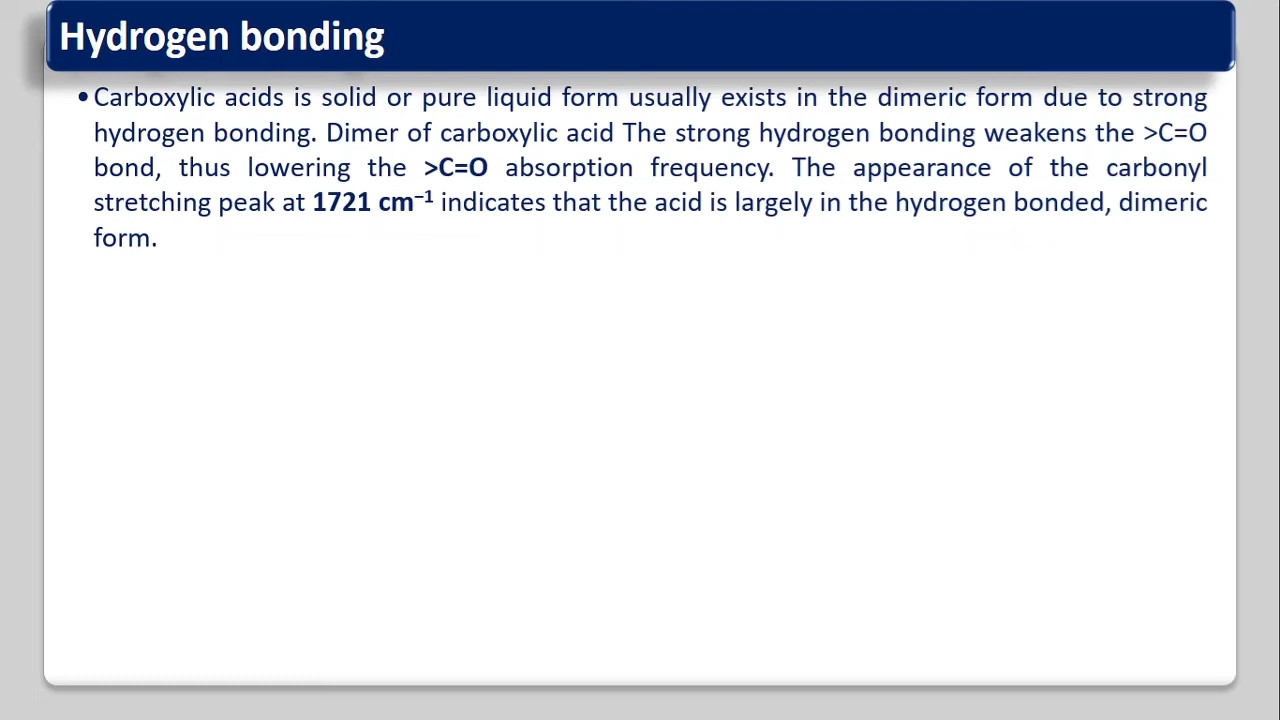 Hydrogen bonding
• Carboxylic acids is solid or pure liquid form usually exists in the dimeric form due to strong
hydrogen bonding. Dimer of carboxylic acid The strong hydrogen bonding weakens the >C=O
bond, thus lowering the >C=O absorption frequency. The appearance of the carbonyl
stretching peak at 1721 cm⁻¹ indicates that the acid is largely in the hydrogen bonded, dimeric
form.